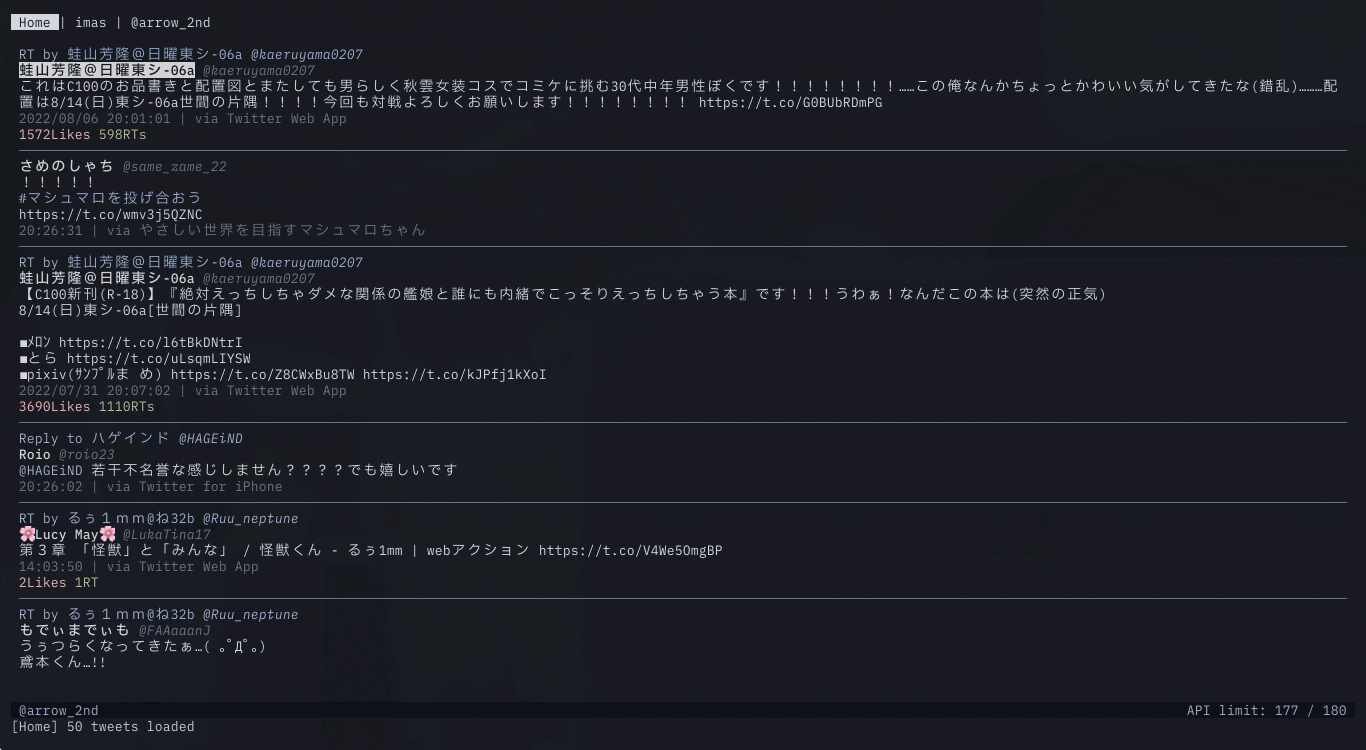 Home | imas | @arrow_2nd
RT by 蛙山芳隆@日曜東シ-06a @kaeruyama0207
蛙山芳隆@日曜東シ-06a @kaeruyama0207
これはC100のお品書きと配置図とまたしても男らしく秋雲女装コスでコミケに挑む30代中年男性ぼくです！！！！！！！！！……この俺なんかちょっとかわいい気がしてきたな(錯乱)………配
置は8/14(日)東シ-06a世間の片隅！！！！今回も対戦よろしくお願いします！！！！！！！！ https://t.co/G0BUbRDmPG
2022/08/06 20:01:01 | via Twitter Web App
1572Likes 598RTs
さめのしゃち @same_zame_22
！！！！！
#マシュマロを投げ合おう
https://t.co/wmv3j5QZNC
20:26:31 | via やさしい世界を目指すマシュマロちゃん
RT by 蛙山芳隆@日曜東シ-06a @kaeruyama0207
蛙山芳隆@日曜東シ-06a @kaeruyama0207
【C100新刊(R-18)】『絶対えっちしちゃダメな関係の艦娘と誰にも内緒でこっそりえっちしちゃう本』です！！！うわぁ！なんだこの本は(突然の正気)
8/14(日)東シ-06a[世間の片隅]
■ﾒﾛﾝ https://t.co/l6tBkDNtrI
■とら https://t.co/uLsqmLIYSW
■pixiv(ｻﾝﾌﾟﾙま め) https://t.co/Z8CWxBu8TW https://t.co/kJPfj1kXoI
2022/07/31 20:07:02 | via Twitter Web App
3690Likes 1110RTs
Reply to ハゲインド @HAGEiND
Roio @roio23
@HAGEiND 若干不名誉な感じしません？？？？でも嬉しいです
20:26:02 | via Twitter for iPhone
RT by るぅ１ｍｍ@ね32b @Ruu_neptune
🌸Lucy May🌸 @LukaTina17
第３章 「怪獣」と「みんな」 / 怪獣くん - るぅ1mm | webアクション https://t.co/V4We5OmgBP
14:03:50 | via Twitter Web App
2Likes 1RT
RT by るぅ１ｍｍ@ね32b @Ruu_neptune
もでぃまでぃも @FAAaaanJ
うぅつらくなってきたぁ…( ｡ﾟДﾟ｡)
鳶本くん…!!
@arrow_2nd API limit: 177 / 180
[Home] 50 tweets loaded